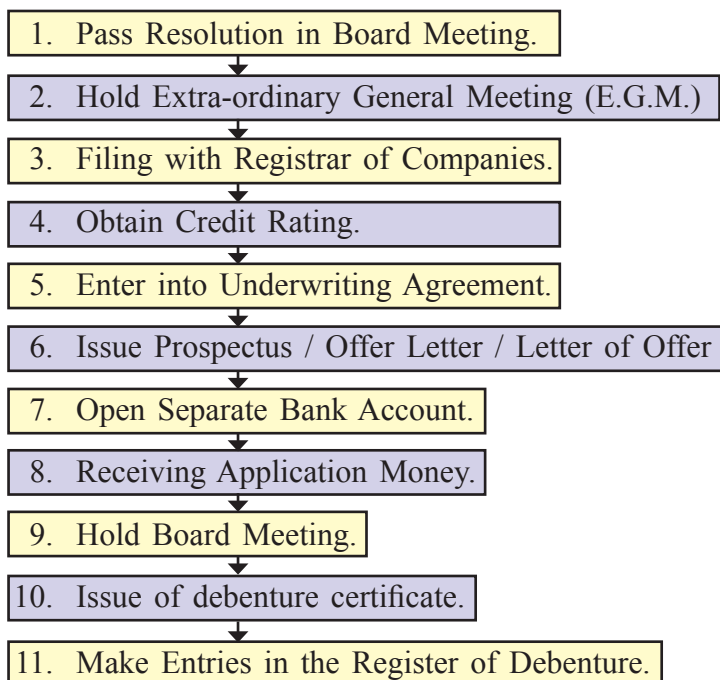 1. Pass Resolution in Board Meeting.
2. Hold Extra-ordinary General Meeting (E.G.M.)
3. Filing with Registrar of Companies.
4. Obtain Credit Rating.
5. Enter into Underwriting Agreement.
6. Issue Prospectus / Offer Letter / Letter of Offer
7. Open Separate Bank Account.
8. Receiving Application Money.
9. Hold Board Meeting.
10. Issue of debenture certificate.
11. Make Entries in the Register of Debenture.